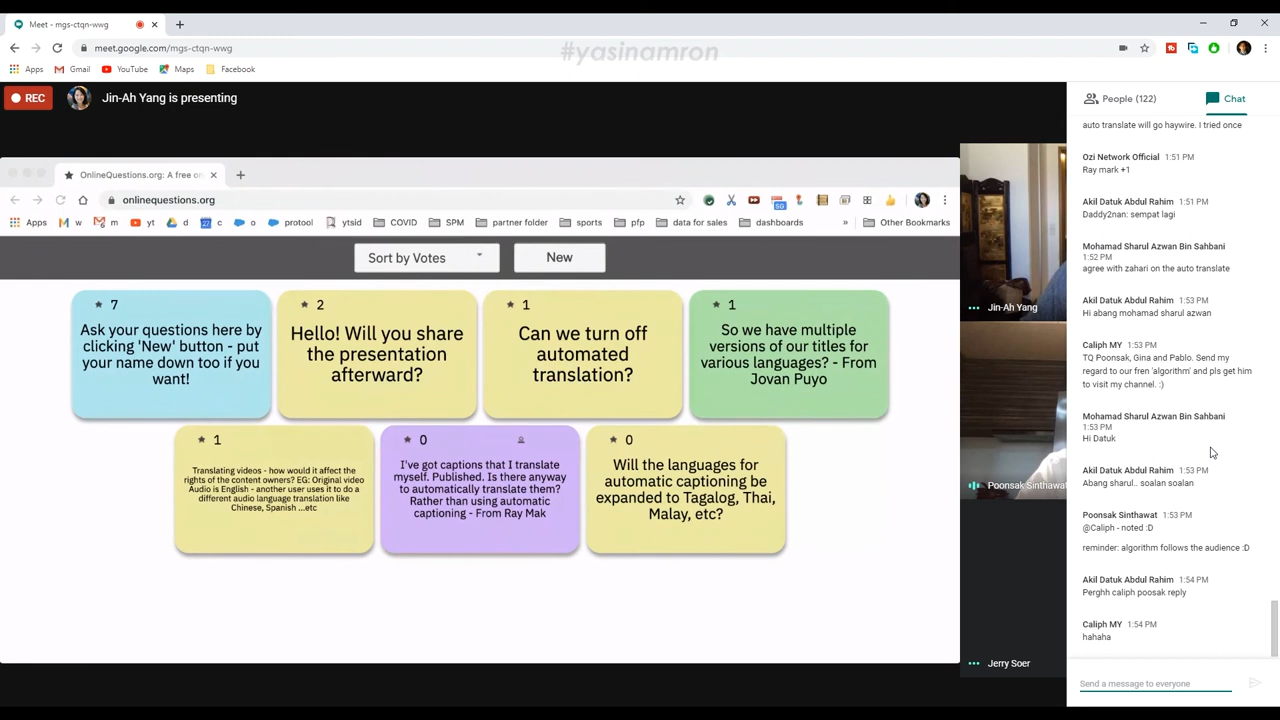 Meet - mgs-ctqn-wwg
meet.google.com/mgs-ctqn-wwg
#yasinamron
Apps Gmail YouTube Maps Facebook
REC
Jin-Ah Yang is presenting
People (122)
Chat
OnlineQuestions.org: A free on
onlinequestions.org
SG
Apps w m yt d c o protool ytsid COVID SPM partner folder sports pfp data for sales dashboards » Other Bookmarks
Sort by Votes
New
7
Ask your questions here by
clicking 'New' button - put
your name down too if you
want!
2
Hello! Will you share
the presentation
afterward?
1
Can we turn off
automated
translation?
1
So we have multiple
versions of our titles for
various languages? - From
Jovan Puyo
1
Translating videos - how would it affect the
rights of the content owners? EG: Original video
Audio is English - another user uses it to do a
different audio language translation like
Chinese, Spanish ...etc
0
I've got captions that I translate
myself. Published. Is there anyway
to automatically translate them?
Rather than using automatic
captioning - From Ray Mak
0
Will the languages for
automatic captioning be
expanded to Tagalog, Thai,
Malay, etc?
Jin-Ah Yang
Poonsak Sinthawat
Jerry Soer
auto translate will go haywire. I tried once
Ozi Network Official 1:51 PM
Ray mark +1
Akil Datuk Abdul Rahim 1:51 PM
Daddy2nan: sempat lagi
Mohamad Sharul Azwan Bin Sahbani
1:52 PM
agree with zahari on the auto translate
Akil Datuk Abdul Rahim 1:53 PM
Hi abang mohamad sharul azwan
Caliph MY 1:53 PM
TQ Poonsak, Gina and Pablo. Send my
regard to our fren 'algorithm' and pls get him
to visit my channel. :)
Mohamad Sharul Azwan Bin Sahbani
1:53 PM
Hi Datuk
Akil Datuk Abdul Rahim 1:53 PM
Abang sharul.. soalan soalan
Poonsak Sinthawat 1:53 PM
@Caliph - noted :D
reminder: algorithm follows the audience :D
Akil Datuk Abdul Rahim 1:54 PM
Perghh caliph poosak reply
Caliph MY 1:54 PM
hahaha
Send a message to everyone